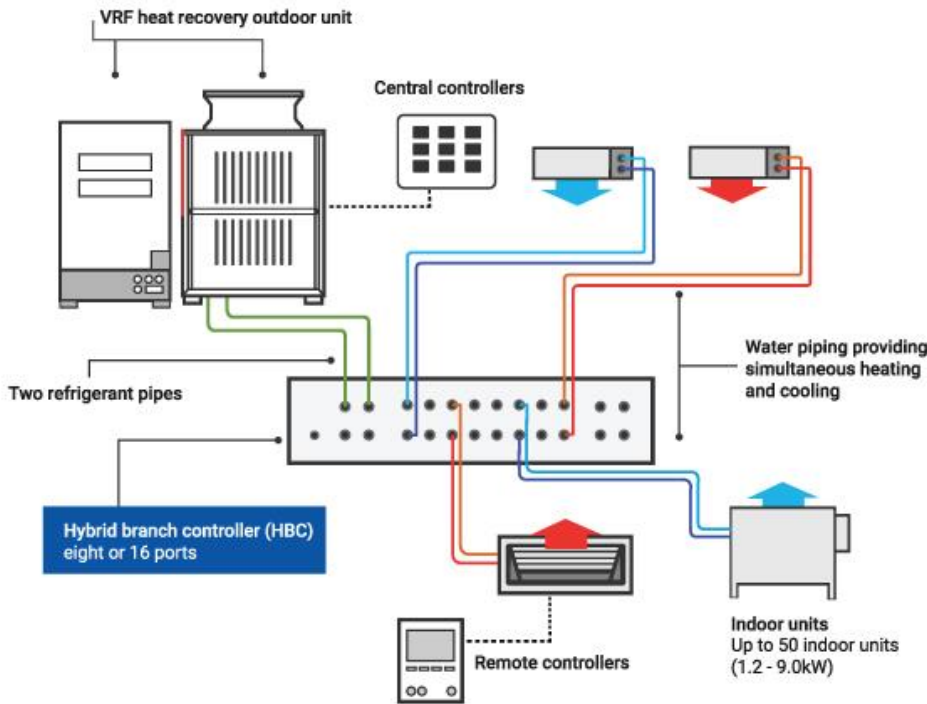 VRF heat recovery outdoor unit
Central controllers
Two refrigerant pipes
Water piping providing
simultaneous heating
and cooling
Hybrid branch controller (HBC)
eight or 16 ports
Remote controllers
Indoor units
Up to 50 indoor units
(1.2 - 9.0kW)